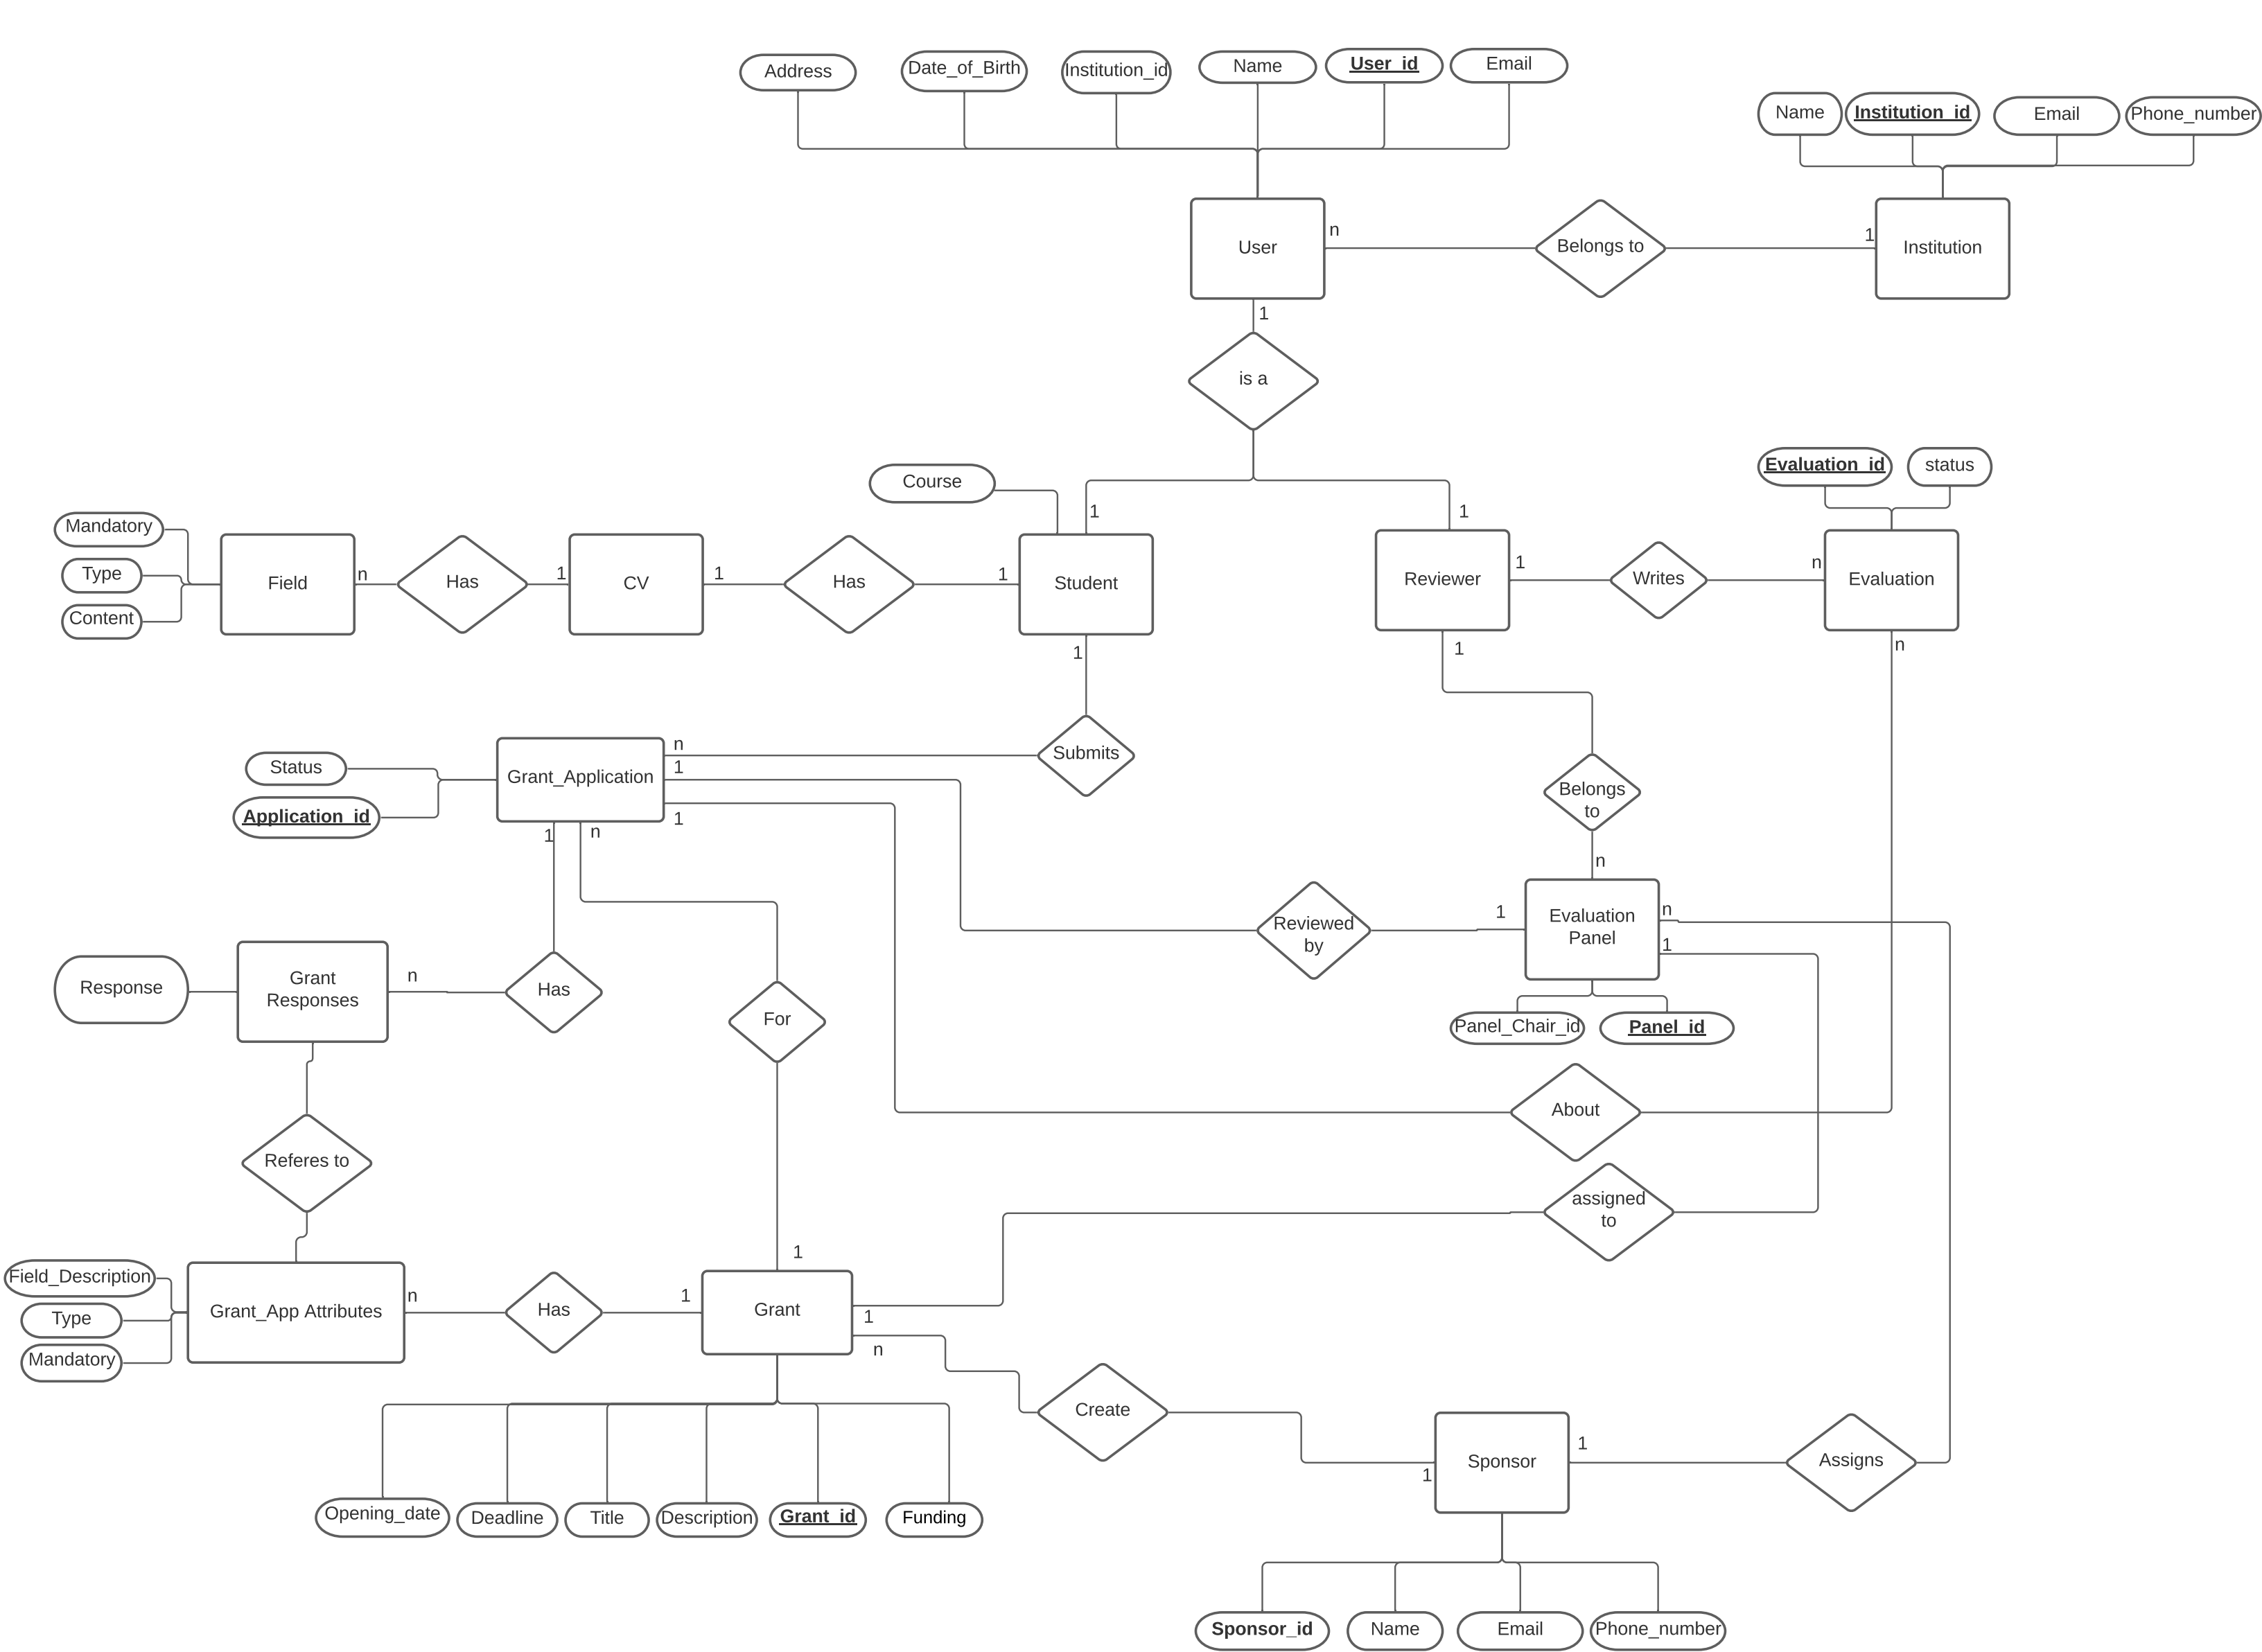 Address
Date_of_Birth
Institution_id
Name
User_id
Email
Name
Institution_id
Email
Phone_number
User
n
Belongs to
1
Institution
1
is a
Course
1
1
Evaluation_id
status
Mandatory
Type
Content
Field
n
Has
1
CV
1
Has
1
Student
Reviewer
1
Writes
n
Evaluation
1
1
n
Status
Application_id
Grant_Application
n
1
1
Submits
Belongs
to
1
n
n
Reviewed
by
1
Evaluation
Panel
n
1
Response
Grant
Responses
n
Has
For
Panel_Chair_id
Panel_id
About
Referes to
assigned
to
Field_Description
Type
Mandatory
Grant_App Attributes
n
Has
1
1
Grant
1
n
Create
1
Sponsor
1
Assigns
Opening_date
Deadline
Title
Description
Grant_id
Funding
Sponsor_id
Name
Email
Phone_number